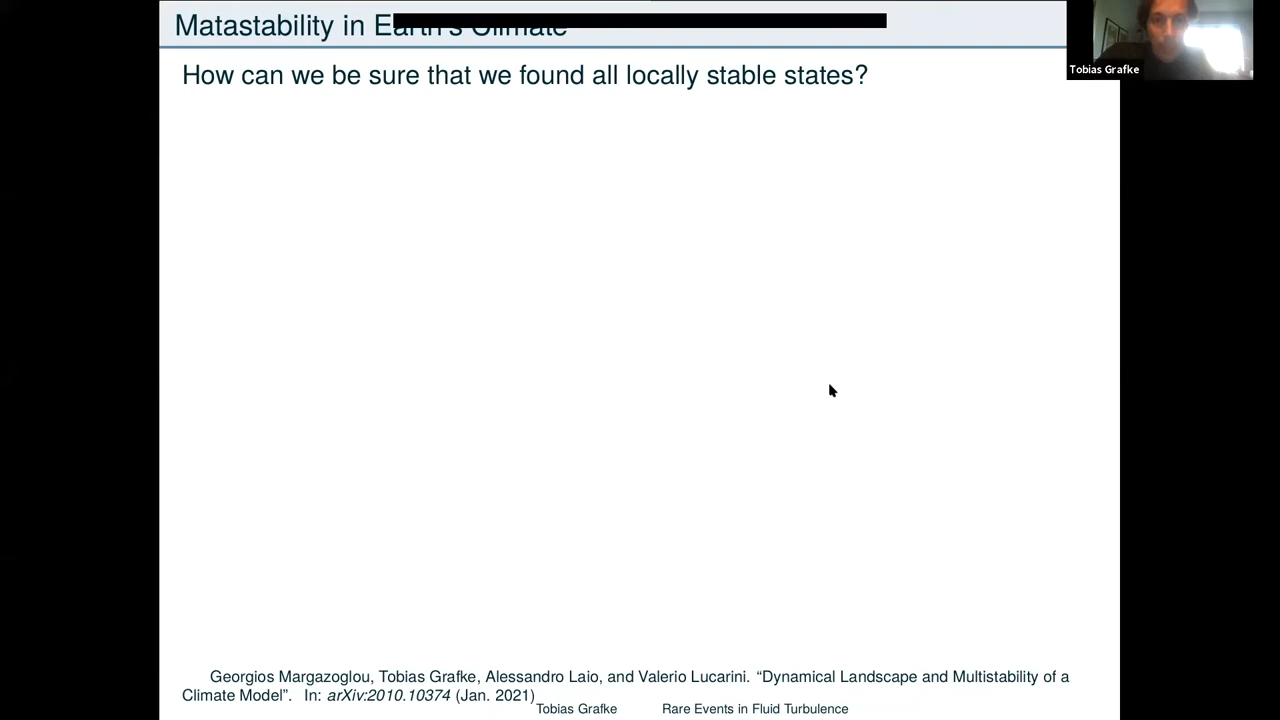 Matastability in Earth's Climate
Tobias Grafke
How can we be sure that we found all locally stable states?
Georgios Margazoglou, Tobias Grafke, Alessandro Laio, and Valerio Lucarini. “Dynamical Landscape and Multistability of a
Climate Model”. In: arXiv:2010.10374 (Jan. 2021)
Tobias Grafke Rare Events in Fluid Turbulence